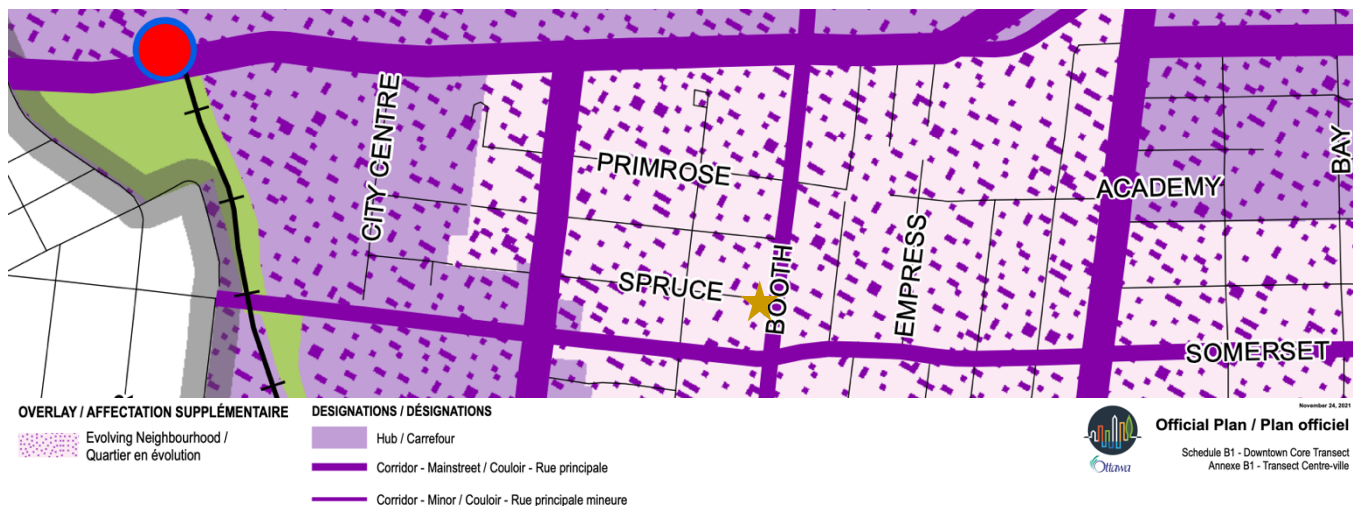 CITY CENTRE
PRIMROSE
BAY
ACADEMY
SPRUCE
BOOTH
EMPRESS
SOMERSET
OVERLAY / AFFECTATION SUPPLÉMENTAIRE
Evolving Neighbourhood /
Quartier en évolution
DESIGNATIONS / DÉSIGNATIONS
Hub / Carrefour
Corridor - Mainstreet / Couloir - Rue principale
Corridor - Minor / Couloir - Rue principale mineure
November 24, 2021
Official Plan / Plan officiel
Schedule B1 - Downtown Core Transect
Annexe B1 - Transect Centre-ville
Ottawa